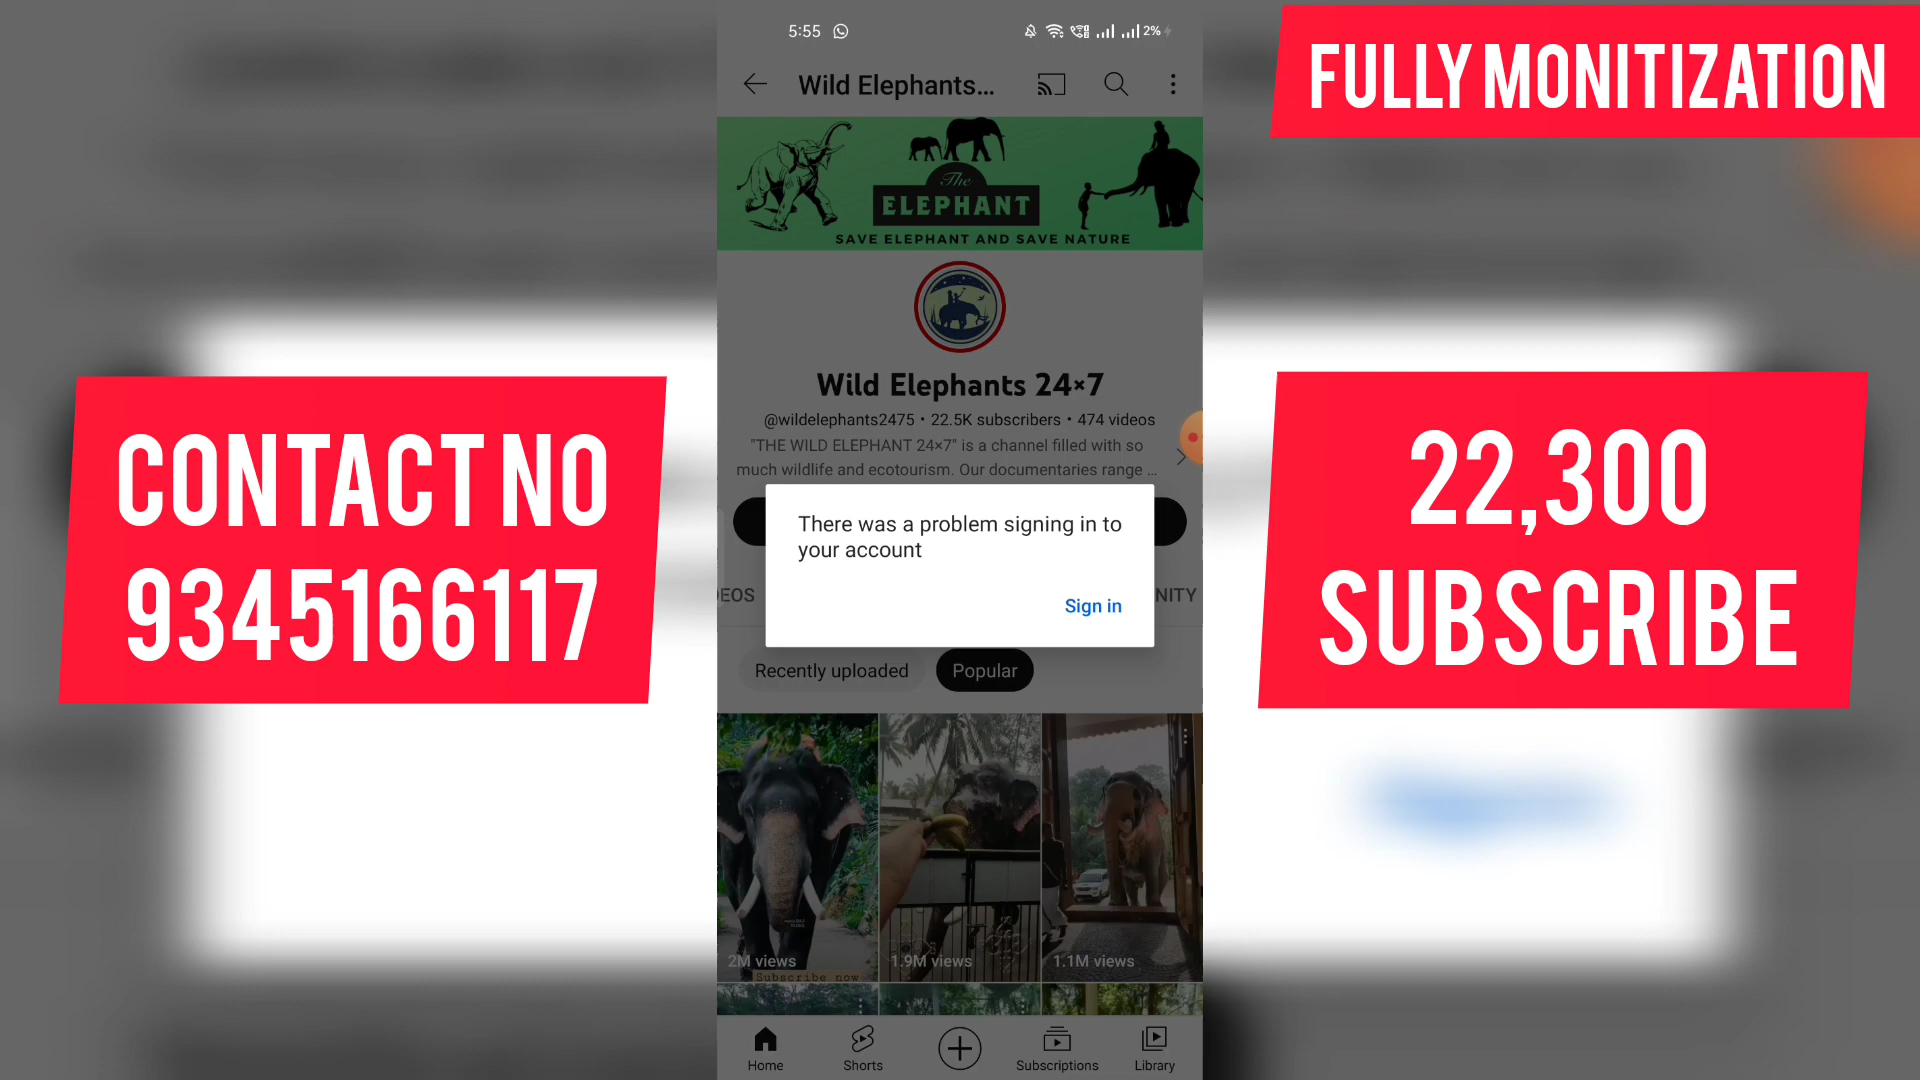 5:55
2%
FULLY MONITIZATION
Wild Elephants...
The
ELEPHANT
SAVE ELEPHANT AND SAVE NATURE
Wild Elephants 24×7
@wildelephants2475 • 22.5K subscribers • 474 videos
"THE WILD ELEPHANT 24×7" is a channel filled with so
much wildlife and ecotourism. Our documentaries range ...
CONTACT NO
9345166117
There was a problem signing in to
your account
Sign in
22,300
SUBSCRIBE
EOS
NITY
Recently uploaded
Popular
2M views
1.9M views
1.1M views
Subscribe now
Home
Shorts
Subscriptions
Library